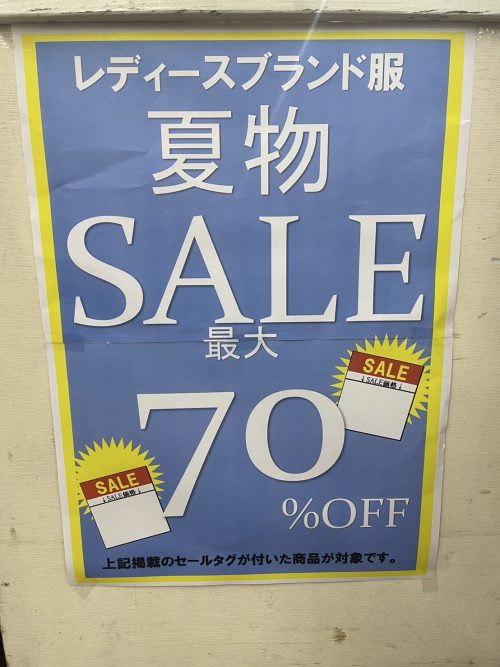 レディースブランド服
夏物
SALE
最大
70
%OFF
SALE
↓SALE価格↓
SALE
↓SALE価格↓
上記掲載のセールタグが付いた商品が対象です。